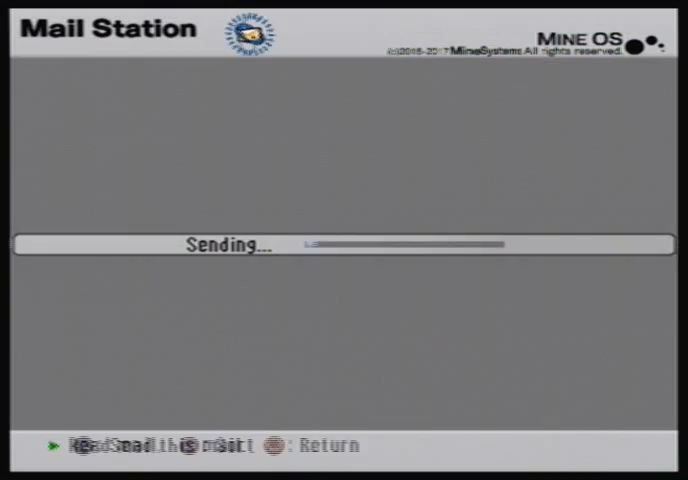 Mail Station
MINE OS
MineSystems.All rights reserved.
Sending...
: Return